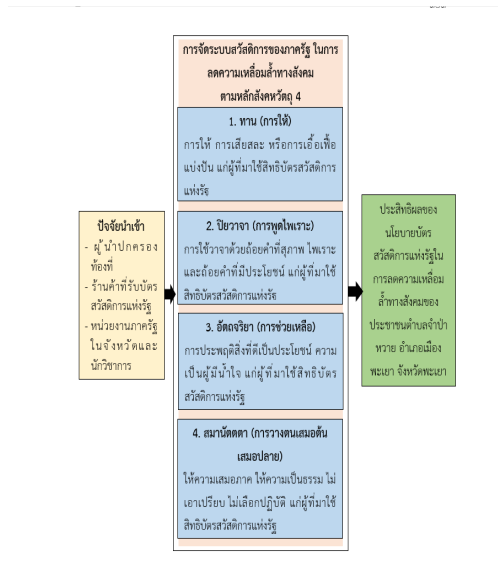 การจัดระบบสวัสดิการของภาครัฐ ในการ
ลดความเหลื่อมล้ำทางสังคม
ตามหลักสังคหวัตถุ 4
1. ทาน (การให้)
การให้ การเสียสละ หรือการเอื้อเฟื้อ
แบ่งปัน แก่ผู้ที่มาใช้สิทธิบัตรสวัสดิการ
แห่งรัฐ
2. ปิยวาจา (การพูดไพเราะ)
การใช้วาจาด้วยถ้อยคำที่สุภาพ ไพเราะ
และถ้อยคำที่มีประโยชน์ แก่ผู้ที่มาใช้
สิทธิบัตรสวัสดิการแห่งรัฐ
3. อัตถจริยา (การช่วยเหลือ)
การประพฤติสิ่งที่ดีเป็นประโยชน์ ความ
เป็นผู้มีน้ำใจ แก่ผู้ที่มาใช้สิทธิบัตร
สวัสดิการแห่งรัฐ
4. สมานัตตตา (การวางตนเสมอต้น
เสมอปลาย)
ให้ความเสมอภาค ให้ความเป็นธรรม ไม่
เอาเปรียบ ไม่เลือกปฏิบัติ แก่ผู้ที่มาใช้
สิทธิบัตรสวัสดิการแห่งรัฐ
ปัจจัยนำเข้า
- ผู้นำปกครอง
ท้องที่
- ร้านค้าที่รับบัตร
สวัสดิการแห่งรัฐ
- หน่วยงานภาครัฐ
ในจังหวัดและ
นักวิชาการ
ประสิทธิผลของ
นโยบายบัตร
สวัสดิการแห่งรัฐใน
การลดความเหลื่อม
ล้ำทางสังคมของ
ประชาชนตำบลจำป่า
หวาย อำเภอเมือง
พะเยา จังหวัดพะเยา